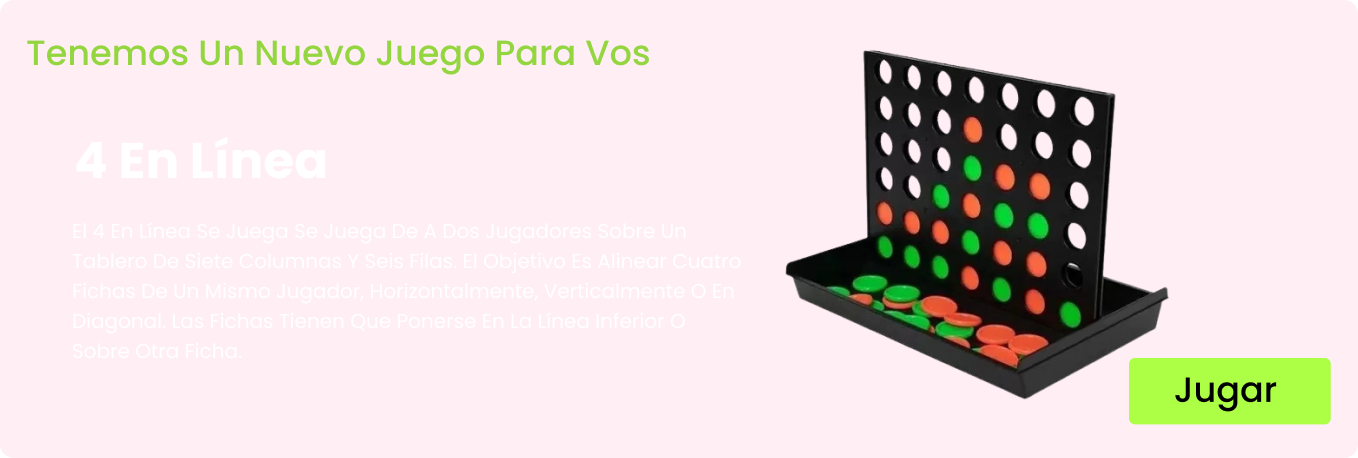 Tenemos Un Nuevo Juego Para Vos
4 En Línea
El 4 En Línea Se Juega Se Juega De A Dos Jugadores Sobre Un
Tablero De Siete Columnas Y Seis Filas. El Objetivo Es Alinear Cuatro
Fichas De Un Mismo Jugador, Horizontalmente, Verticalmente O En
Diagonal. Las Fichas Tienen Que Ponerse En La Línea Inferior O
Sobre Otra Ficha.
Jugar